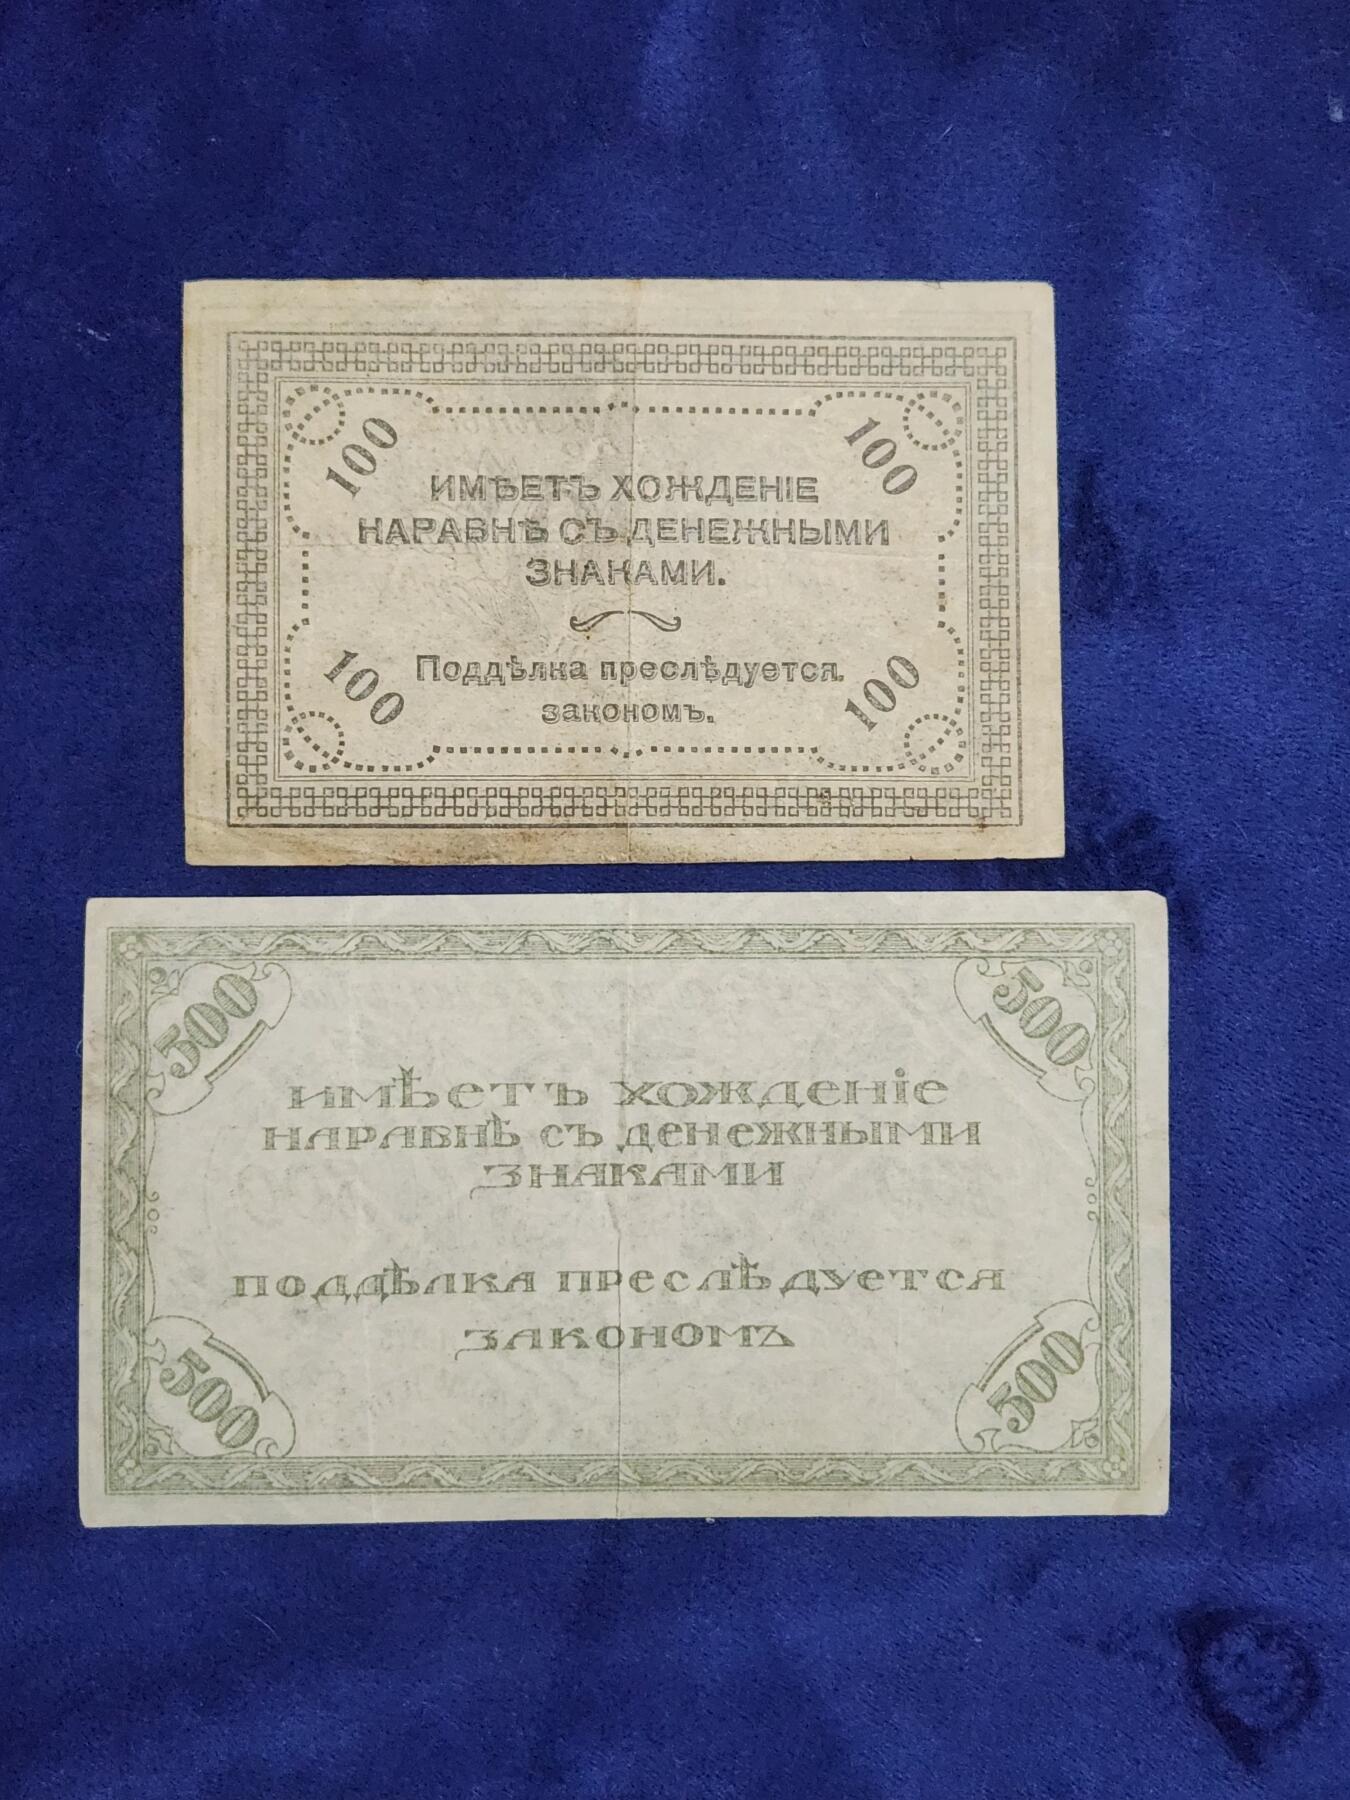 100 100
ИМѢЕТЪ ХОЖДЕНІЕ
НАРАВНѢ СЪ ДЕНЕЖНЫМИ
ЗНАКАМИ.
Поддѣлка преслѣдуется.
закономъ.
100 100
500 500
ИМѢЕТЪ ХОЖДЕНіЕ
НАРАВНѢ СЪ ДЕНЕЖНЫМИ
ЗНАКАМИ
ПОДДѢЛКА ПРЕСЛѢДУЕТСЯ
ЗАКОНОМЪ
500 500